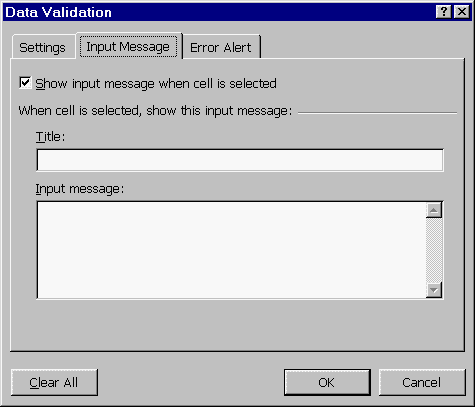 Data Validation
Settings Input Message Error Alert
Show input message when cell is selected
When cell is selected, show this input message:
Title:
Input message:
Clear All OK Cancel